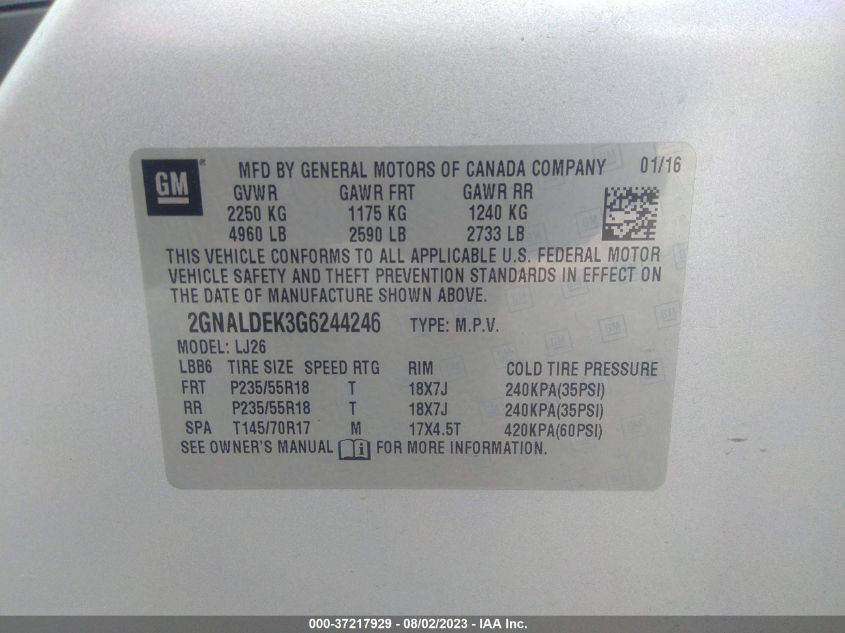 GM ® MFD BY GENERAL MOTORS OF CANADA COMPANY 01/16
GVWR GAWR FRT GAWR RR
2250 KG 1175 KG 1240 KG
4960 LB 2590 LB 2733 LB
THIS VEHICLE CONFORMS TO ALL APPLICABLE U.S. FEDERAL MOTOR
VEHICLE SAFETY AND THEFT PREVENTION STANDARDS IN EFFECT ON
THE DATE OF MANUFACTURE SHOWN ABOVE.
2GNALDEK3G6244246 TYPE: M.P.V.
MODEL: LJ26
LBB6 TIRE SIZE SPEED RTG RIM COLD TIRE PRESSURE
FRT P235/55R18 T 18X7J 240KPA(35PSI)
RR P235/55R18 T 18X7J 240KPA(35PSI)
SPA T145/70R17 M 17X4.5T 420KPA(60PSI)
SEE OWNER'S MANUAL i FOR MORE INFORMATION.
000-37217929 - 08/02/2023 - IAA Inc.